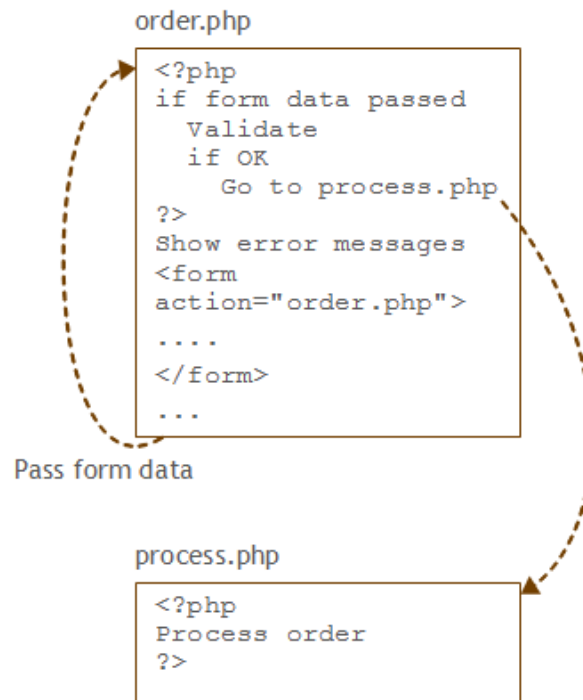 order.php
<?php
if form data passed
  Validate
  if OK
    Go to process.php
?>
Show error messages
<form
action="order.php">
....
</form>
...
Pass form data
process.php
<?php
Process order
?>